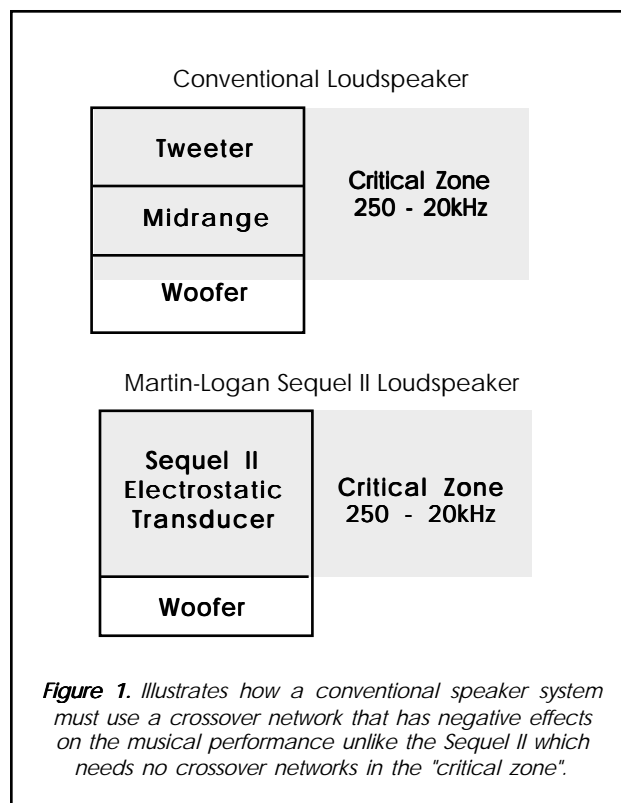 Conventional Loudspeaker
Tweeter
Midrange
Woofer
Critical Zone
250 - 20kHz
Martin-Logan Sequel II Loudspeaker
Sequel II
Electrostatic
Transducer
Woofer
Critical Zone
250 - 20kHz
Figure 1. Illustrates how a conventional speaker system
must use a crossover network that has negative effects
on the musical performance unlike the Sequel II which
needs no crossover networks in the "critical zone".